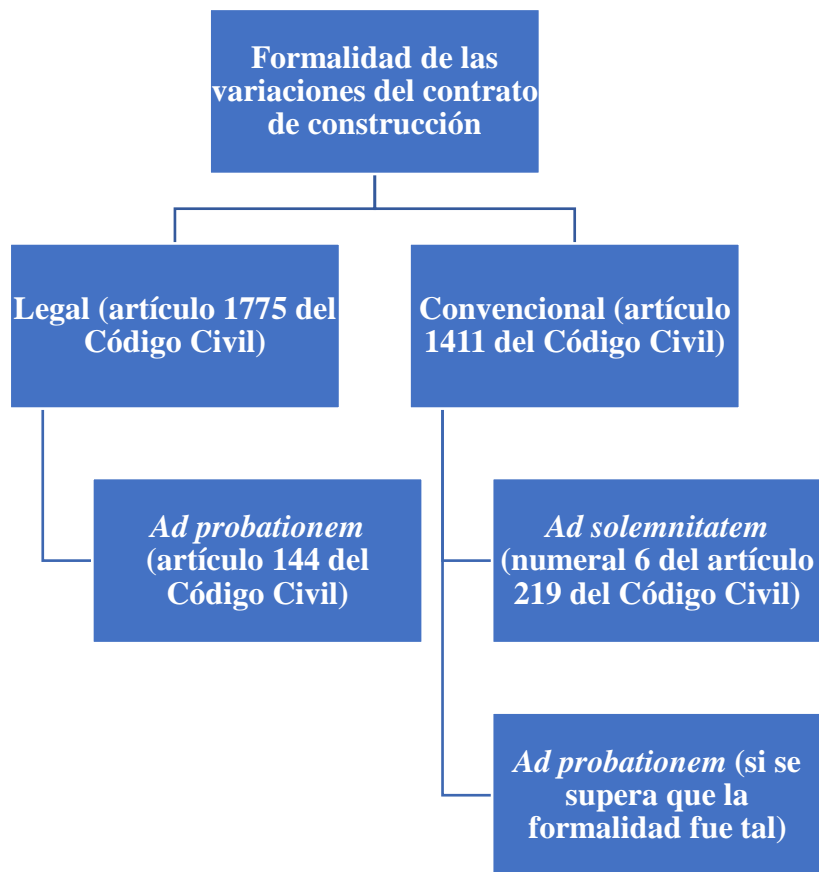 Formalidad de las
variaciones del contrato
de construcción
Legal (artículo 1775 del
Código Civil)
Convencional (artículo
1411 del Código Civil)
Ad probationem
(artículo 144 del
Código Civil)
Ad solemnitatem
(numeral 6 del artículo
219 del Código Civil)
Ad probationem (si se
supera que la
formalidad fue tal)